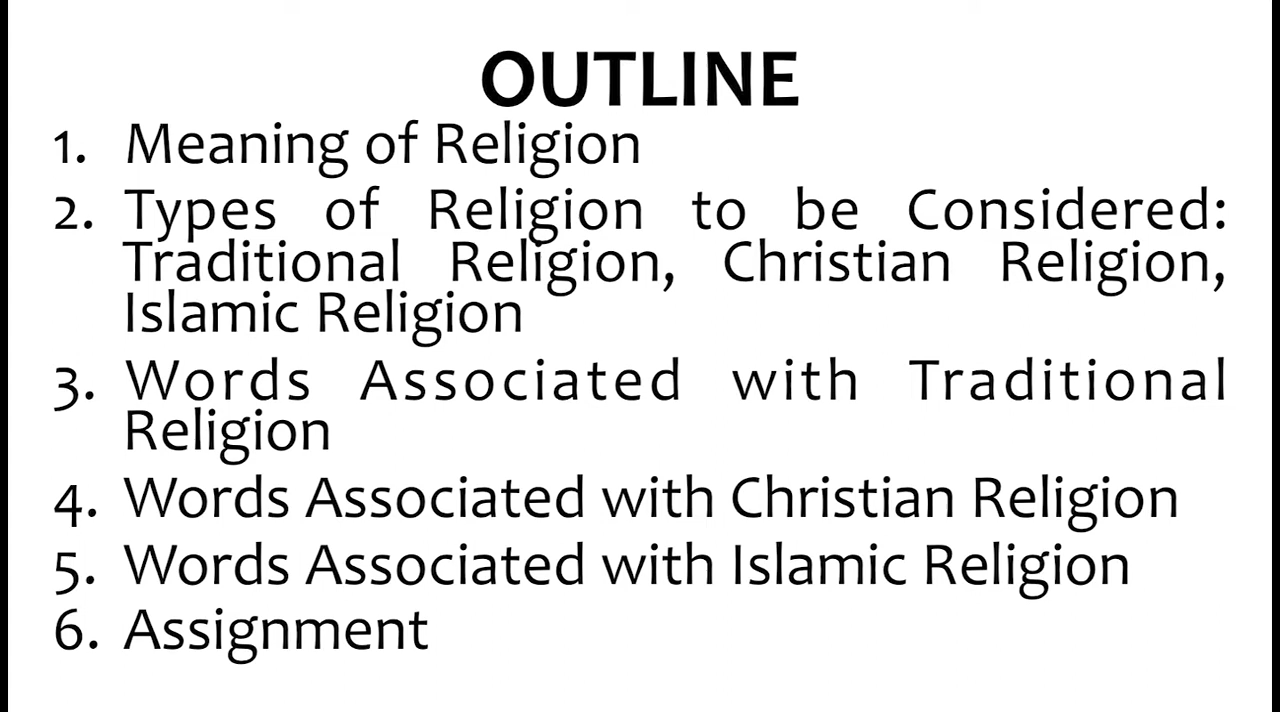 OUTLINE
1. Meaning of Religion
2. Types of Religion to be Considered:
Traditional Religion, Christian Religion,
Islamic Religion
3. Words Associated with Traditional
Religion
4. Words Associated with Christian Religion
5. Words Associated with Islamic Religion
6. Assignment